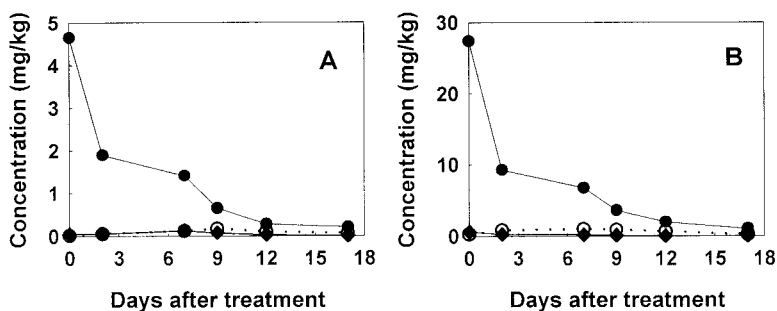 A
Concentration (mg/kg)
5
4
3
2
1
0
0 3 6 9 12 15 18
Days after treatment
B
Concentration (mg/kg)
30
20
10
0
0 3 6 9 12 15 18
Days after treatment